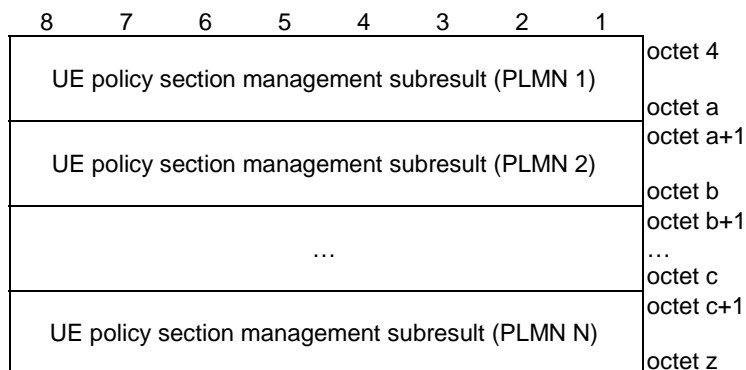 8 7 6 5 4 3 2 1
octet 4
UE policy section management subresult (PLMN 1)
octet a
octet a+1
UE policy section management subresult (PLMN 2)
octet b
octet b+1
… …
octet c
octet c+1
UE policy section management subresult (PLMN N)
octet z